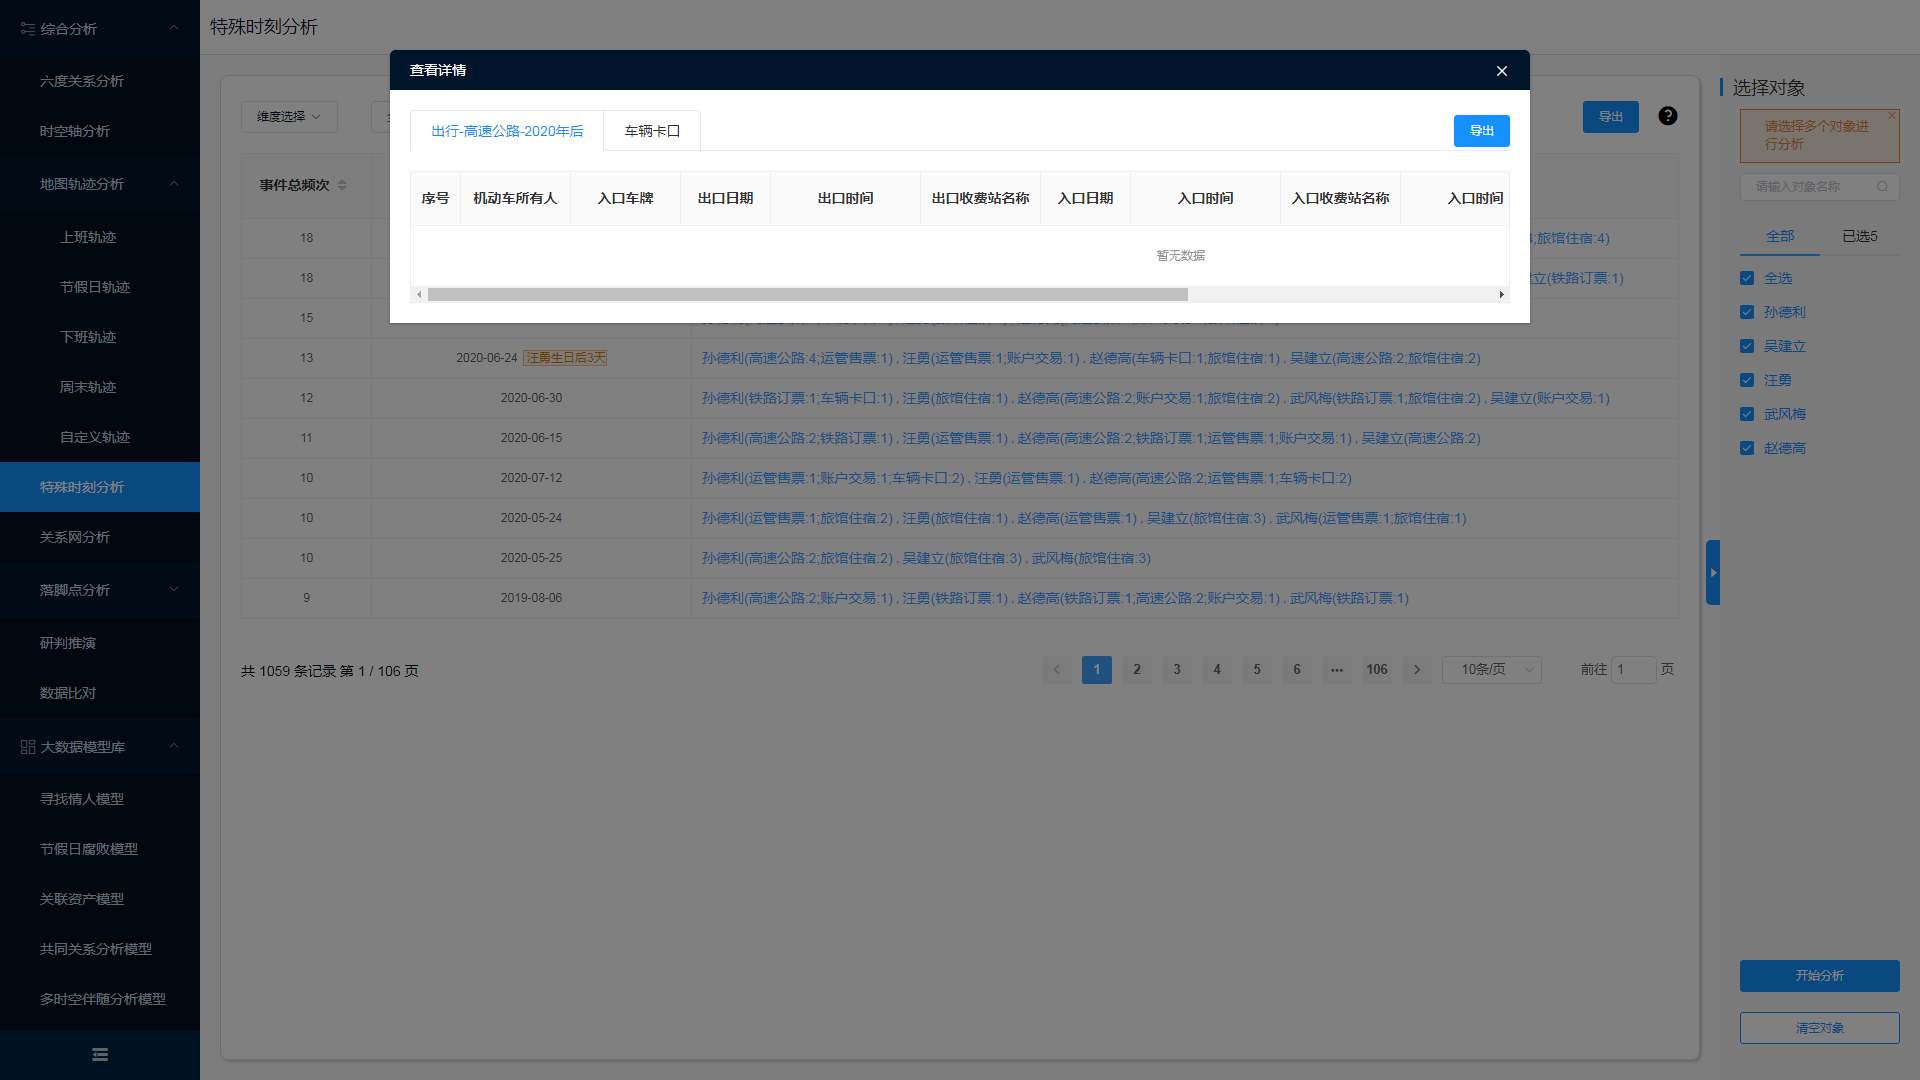 综合分析
六度关系分析
时空轴分析
地图轨迹分析
上班轨迹
节假日轨迹
下班轨迹
周末轨迹
自定义轨迹
特殊时刻分析
关系网分析
落脚点分析
研判推演
数据比对
大数据模型库
寻找情人模型
节假日腐败模型
关联资产模型
共同关系分析模型
多时空伴随分析模型
特殊时刻分析
维度选择
导出
查看详情
出行-高速公路-2020年后 车辆卡口
导出
序号 机动车所有人 入口车牌 出口日期 出口时间 出口收费站名称 入口日期 入口时间 入口收费站名称 入口时间
暂无数据
事件总频次
18 ;旅馆住宿:4)
18 立(铁路订票:1)
15
13 2020-06-24 汪勇生日后3天 孙德利(高速公路:4;运管售票:1) , 汪勇(运管售票:1;账户交易:1) , 赵德高(车辆卡口:1;旅馆住宿:1) , 吴建立(高速公路:2;旅馆住宿:2)
12 2020-06-30 孙德利(铁路订票:1;车辆卡口:1) , 汪勇(旅馆住宿:1) , 赵德高(高速公路:2;账户交易:1;旅馆住宿:2) , 武风梅(铁路订票:1;旅馆住宿:2) , 吴建立(账户交易:1)
11 2020-06-15 孙德利(高速公路:2;铁路订票:1) , 汪勇(运管售票:1) , 赵德高(高速公路:2;铁路订票:1;运管售票:1;账户交易:1) , 吴建立(高速公路:2)
10 2020-07-12 孙德利(运管售票:1;账户交易:1;车辆卡口:2) , 汪勇(运管售票:1) , 赵德高(高速公路:2;运管售票:1;车辆卡口:2)
10 2020-05-24 孙德利(运管售票:1;旅馆住宿:2) , 汪勇(旅馆住宿:1) , 赵德高(运管售票:1) , 吴建立(旅馆住宿:3) , 武风梅(运管售票:1;旅馆住宿:1)
10 2020-05-25 孙德利(高速公路:2;旅馆住宿:2) , 吴建立(旅馆住宿:3) , 武风梅(旅馆住宿:3)
9 2019-08-06 孙德利(高速公路:2;账户交易:1) , 汪勇(铁路订票:1) , 赵德高(铁路订票:1;高速公路:2;账户交易:1) , 武风梅(铁路订票:1)
共 1059 条记录 第 1 / 106 页
1 2 3 4 5 6 ••• 106 10条/页 前往 1 页
选择对象
请选择多个对象进
行分析
请输入对象名称
全部 已选5
全选
孙德利
吴建立
汪勇
武风梅
赵德高
开始分析
清空对象